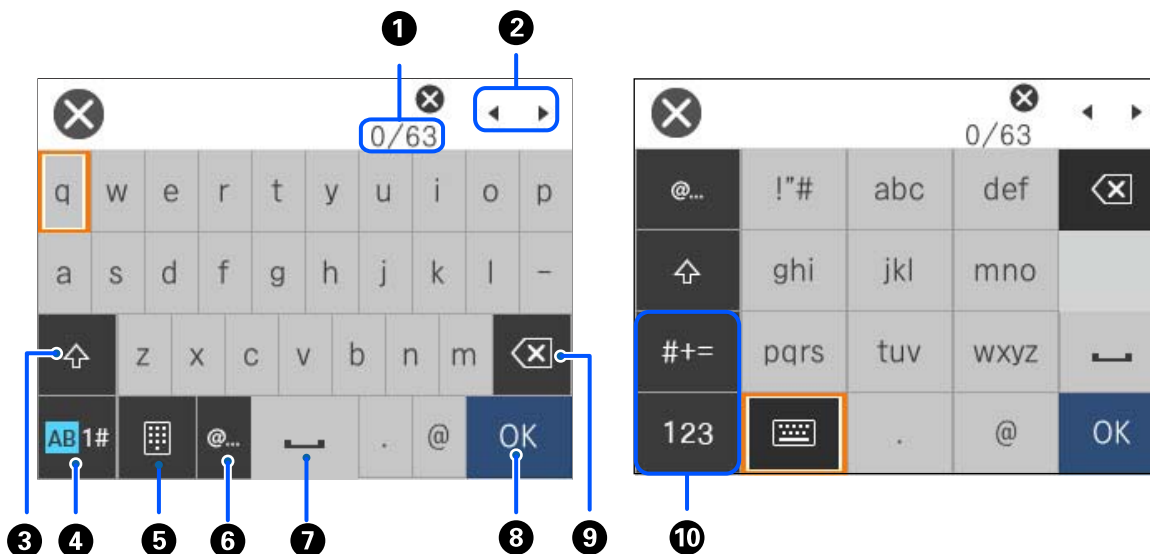 1 2
0/63 0/63
q w e r t y u i o p @... !"# abc def
a s d f g h j k l - ghi jkl mno
z x c v b n m #+= pqrs tuv wxyz
AB 1# @... . @ OK 123 . @ OK
3 4 5 6 7 8 9 10